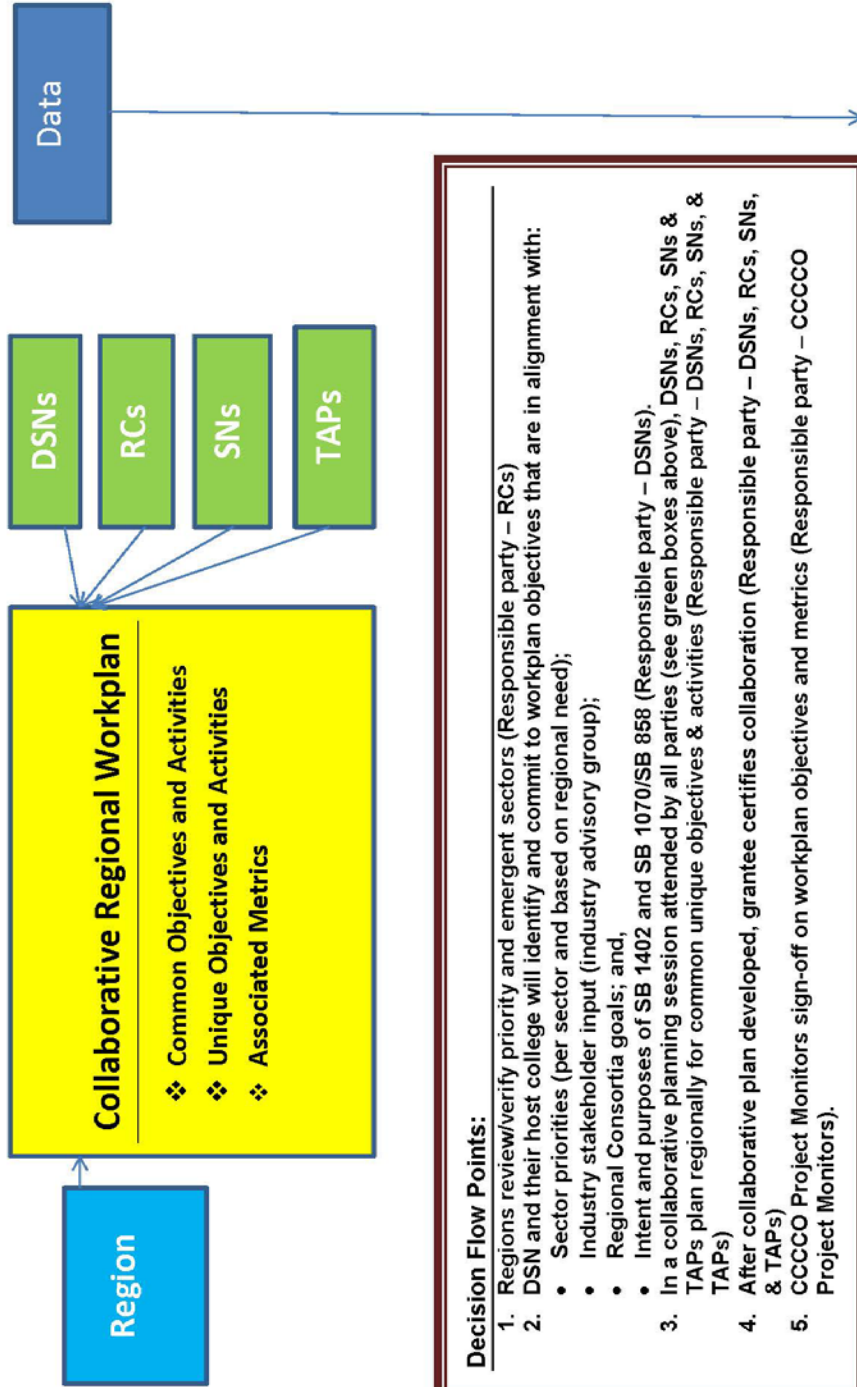 Region
Collaborative Regional Workplan
❖ Common Objectives and Activities
❖ Unique Objectives and Activities
❖ Associated Metrics
DSNs
RCs
SNs
TAPs
Data
Decision Flow Points:
1. Regions review/verify priority and emergent sectors (Responsible party – RCs)
2. DSN and their host college will identify and commit to workplan objectives that are in alignment with:
• Sector priorities (per sector and based on regional need);
• Industry stakeholder input (industry advisory group);
• Regional Consortia goals; and,
• Intent and purposes of SB 1402 and SB 1070/SB 858 (Responsible party – DSNs).
3. In a collaborative planning session attended by all parties (see green boxes above), DSNs, RCs, SNs &
TAPs plan regionally for common unique objectives & activities (Responsible party – DSNs, RCs, SNs, &
TAPs)
4. After collaborative plan developed, grantee certifies collaboration (Responsible party – DSNs, RCs, SNs,
& TAPs)
5. CCCCO Project Monitors sign-off on workplan objectives and metrics (Responsible party – CCCCO
Project Monitors).